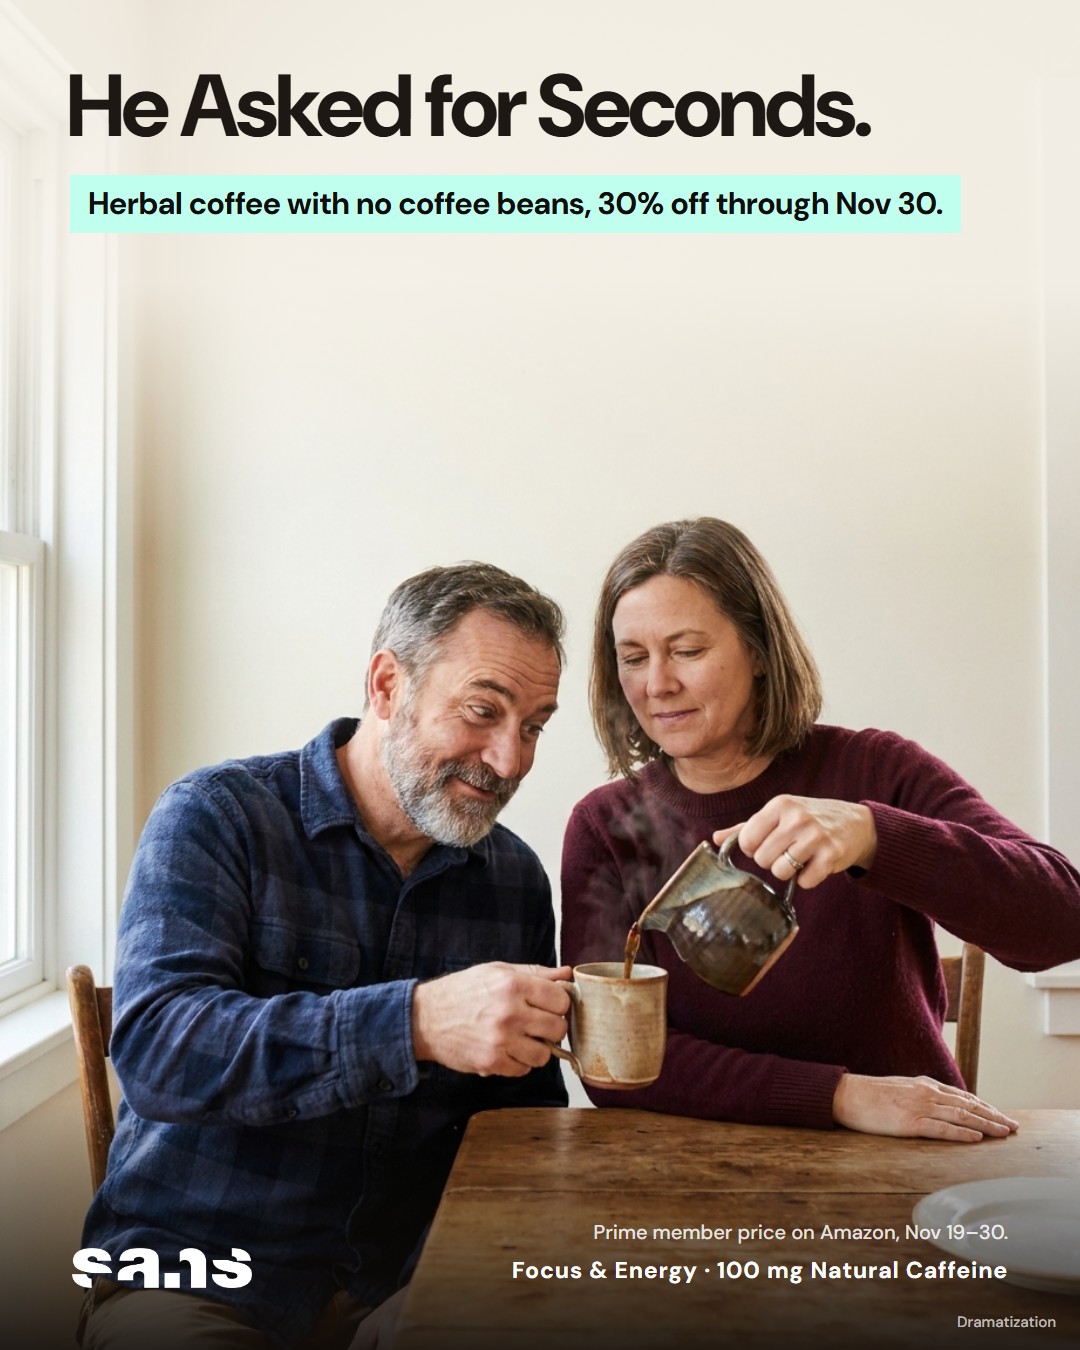 He Asked for Seconds.
Herbal coffee with no coffee beans, 30% off through Nov 30.
Prime member price on Amazon, Nov 19–30.
sans
Focus & Energy · 100 mg Natural Caffeine
Dramatization